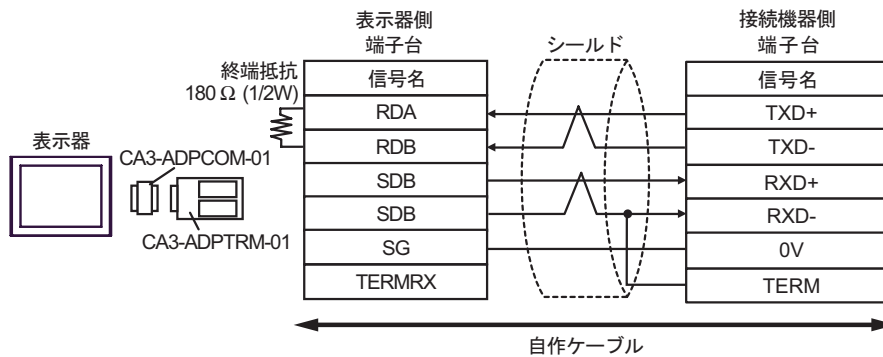 表示器側
端子台
シールド
接続機器側
端子台
終端抵抗
180 Ω (1/2W)
信号名
信号名
RDA
TXD+
RDB
TXD-
SDB
RXD+
SDB
RXD-
SG
0V
TERMRX
TERM
表示器
CA3-ADPCOM-01
CA3-ADPTRM-01
自作ケーブル